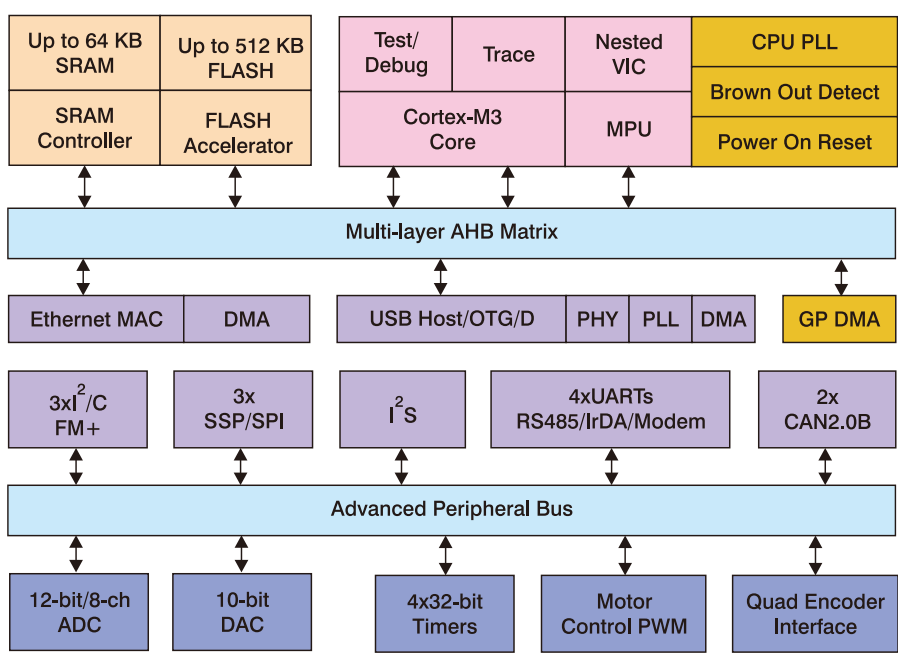 Up to 64 KB
SRAM
Up to 512 KB
FLASH
Test/
Debug
Trace
Nested
VIC
CPU PLL
Brown Out Detect
SRAM
Controller
FLASH
Accelerator
Cortex-M3
Core
MPU
Power On Reset
Multi-layer AHB Matrix
Ethernet MAC
DMA
USB Host/OTG/D
PHY
PLL
DMA
GP DMA
3xI²/C
FM+
3x
SSP/SPI
I²S
4xUARTs
RS485/IrDA/Modem
2x
CAN2.0B
Advanced Peripheral Bus
12-bit/8-ch
ADC
10-bit
DAC
4x32-bit
Timers
Motor
Control PWM
Quad Encoder
Interface